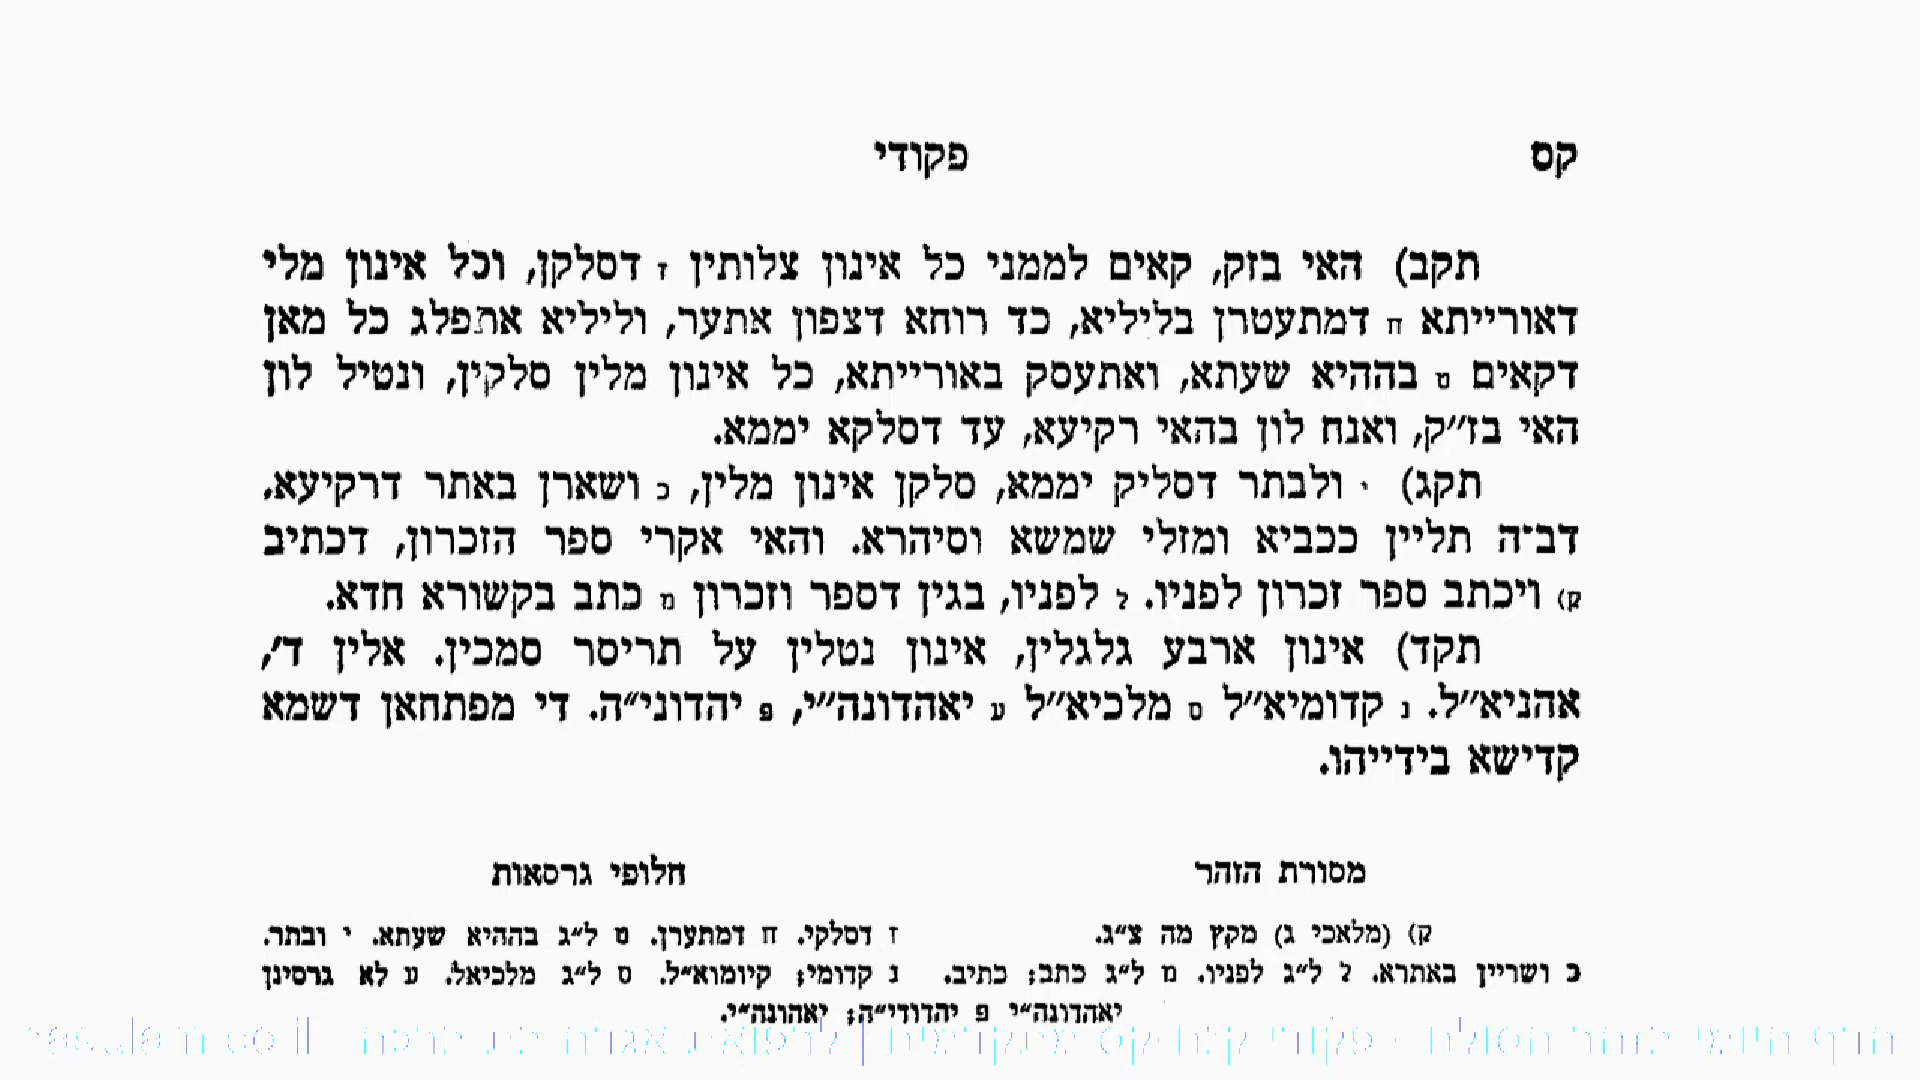 קס
פקודי
תקב) האי בזק, קאים לממני כל אינון צלותין ז דסלקן, וכל אינון מלי
דאורייתא ח דמתעטרן בליליא, כד רוחא דצפון אתער, וליליא אתפלג כל מאן
דקאים ט בההיא שעתא, ואתעסק באורייתא, כל אינון מלין סלקין, ונטיל לון
האי בז״ק, ואנח לון בהאי רקיעא, עד דסלקא יממא.
תקג) י ולבתר דסליק יממא, סלקן אינון מלין, כ ושארן באתר דרקיעא,
דב־ה תליין ככביא ומזלי שמשא וסיהרא. והאי אקרי ספר הזכרון, דכתיב
ק) ויכתב ספר זכרון לפניו. ל לפניו, בגין דספר וזכרון מ כתב בקשורא חדא.
תקד) אינון ארבע גלגלין, אינון נטלין על תריסר סמכין. אלין ד׳,
אהניא״ל. נ קדומיא״ל ס מלכיא״ל ע יאהדונה״י, פ יהדוני״ה. די מפתחאן דשמא
קדישא בידייהו.
מסורת הזהר
חלופי גרסאות
ק) (מלאכי ג) מקץ מה צ״ג.
ז דסלקי. ח דמתערן. ט ל״ג בההיא שעתא. י ובתר.
כ ושריין באתרא. ל ל״ג לפניו. מ ל״ג כתב; כתיב. נ קדומי; קיומוא״ל. ס ל״ג מלכיאל. ע לא גרסינן
יאהדונה״י פ יהדודי״ה; יאהונה״י.